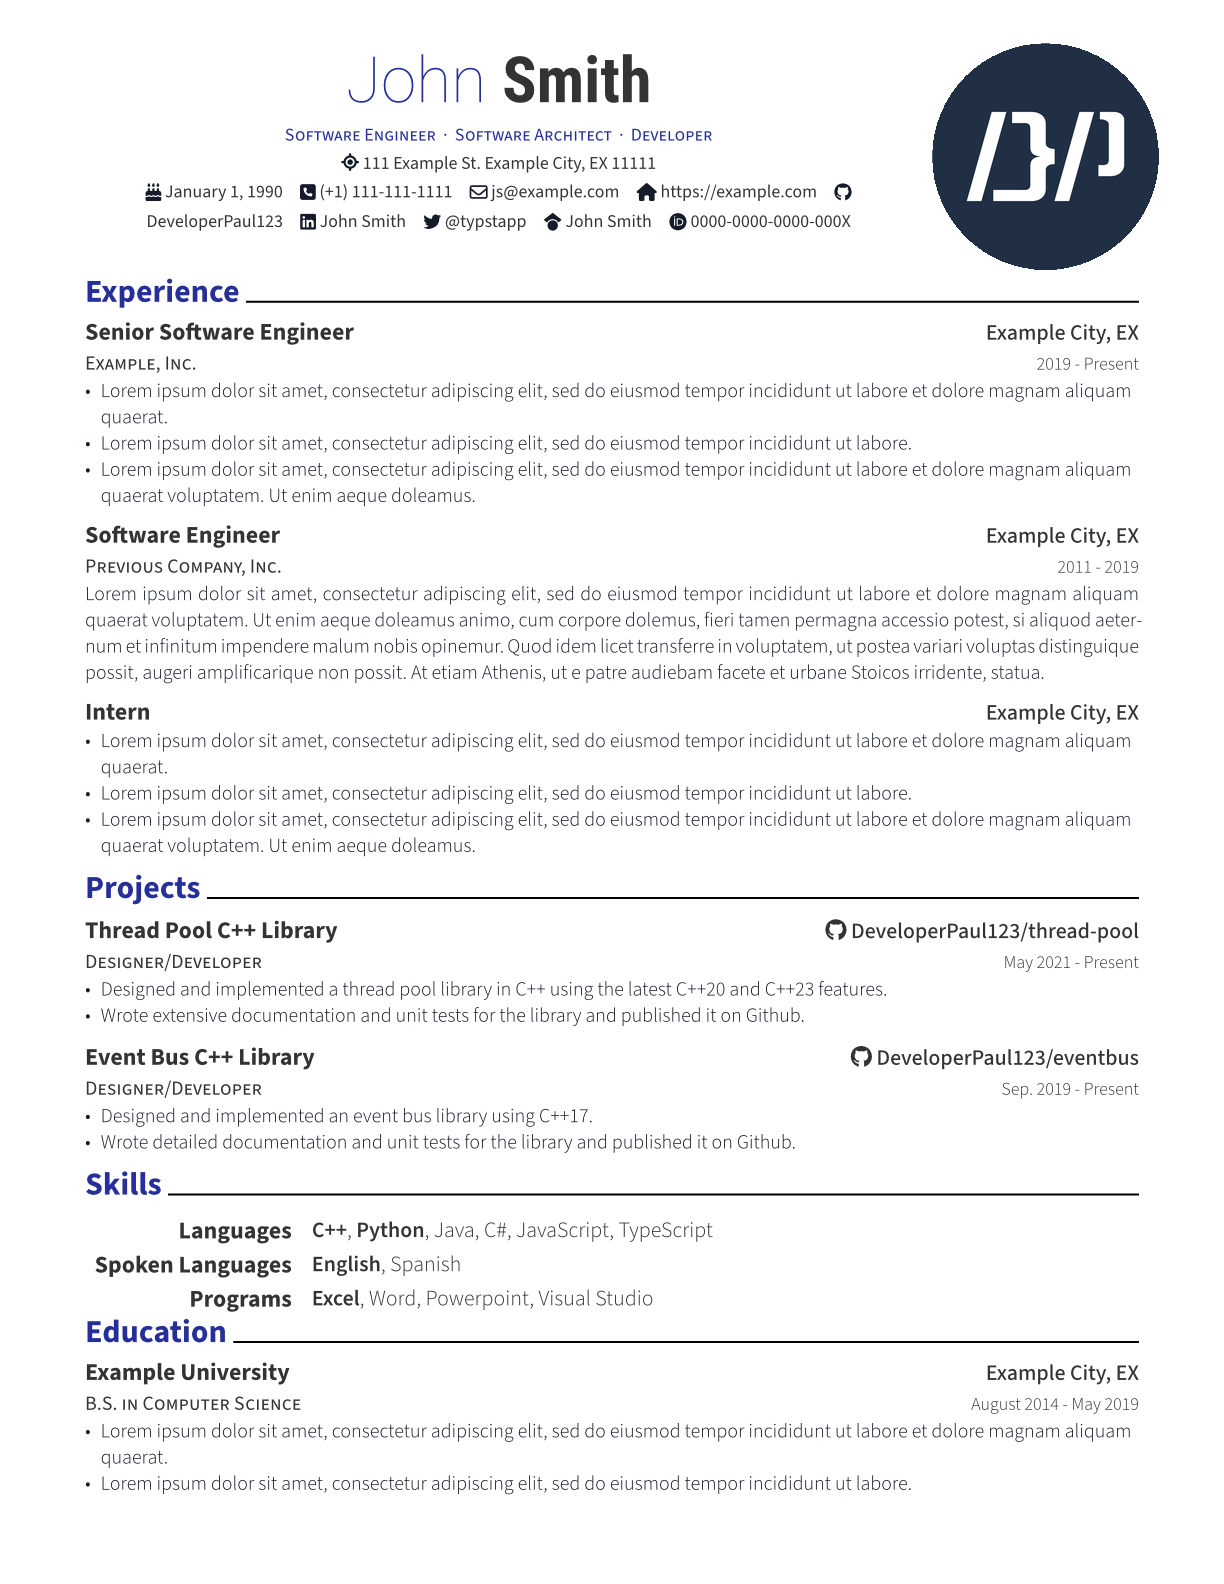 John Smith
Software Engineer · Software Architect · Developer
111 Example St. Example City, EX 11111
January 1, 1990 (+1) 111-111-1111 js@example.com https://example.com
DeveloperPaul123 John Smith @typstapp John Smith iD 0000-0000-0000-000X
Experience
Senior Software Engineer Example City, EX
Example, Inc. 2019 - Present
• Lorem ipsum dolor sit amet, consectetur adipiscing elit, sed do eiusmod tempor incididunt ut labore et dolore magnam aliquam
quaerat.
• Lorem ipsum dolor sit amet, consectetur adipiscing elit, sed do eiusmod tempor incididunt ut labore.
• Lorem ipsum dolor sit amet, consectetur adipiscing elit, sed do eiusmod tempor incididunt ut labore et dolore magnam aliquam
quaerat voluptatem. Ut enim aeque doleamus.
Software Engineer Example City, EX
Previous Company, Inc. 2011 - 2019
Lorem ipsum dolor sit amet, consectetur adipiscing elit, sed do eiusmod tempor incididunt ut labore et dolore magnam aliquam
quaerat voluptatem. Ut enim aeque doleamus animo, cum corpore dolemus, fieri tamen permagna accessio potest, si aliquod aeter-
num et infinitum impendere malum nobis opinemur. Quod idem licet transferre in voluptatem, ut postea variari voluptas distinguique
possit, augeri amplificarique non possit. At etiam Athenis, ut e patre audiebam facete et urbane Stoicos irridente, statua.
Intern Example City, EX
• Lorem ipsum dolor sit amet, consectetur adipiscing elit, sed do eiusmod tempor incididunt ut labore et dolore magnam aliquam
quaerat.
• Lorem ipsum dolor sit amet, consectetur adipiscing elit, sed do eiusmod tempor incididunt ut labore.
• Lorem ipsum dolor sit amet, consectetur adipiscing elit, sed do eiusmod tempor incididunt ut labore et dolore magnam aliquam
quaerat voluptatem. Ut enim aeque doleamus.
Projects
Thread Pool C++ Library DeveloperPaul123/thread-pool
Designer/Developer May 2021 - Present
• Designed and implemented a thread pool library in C++ using the latest C++20 and C++23 features.
• Wrote extensive documentation and unit tests for the library and published it on Github.
Event Bus C++ Library DeveloperPaul123/eventbus
Designer/Developer Sep. 2019 - Present
• Designed and implemented an event bus library using C++17.
• Wrote detailed documentation and unit tests for the library and published it on Github.
Skills
Languages C++, Python, Java, C#, JavaScript, TypeScript
Spoken Languages English, Spanish
Programs Excel, Word, Powerpoint, Visual Studio
Education
Example University Example City, EX
B.S. in Computer Science August 2014 - May 2019
• Lorem ipsum dolor sit amet, consectetur adipiscing elit, sed do eiusmod tempor incididunt ut labore et dolore magnam aliquam
quaerat.
• Lorem ipsum dolor sit amet, consectetur adipiscing elit, sed do eiusmod tempor incididunt ut labore.